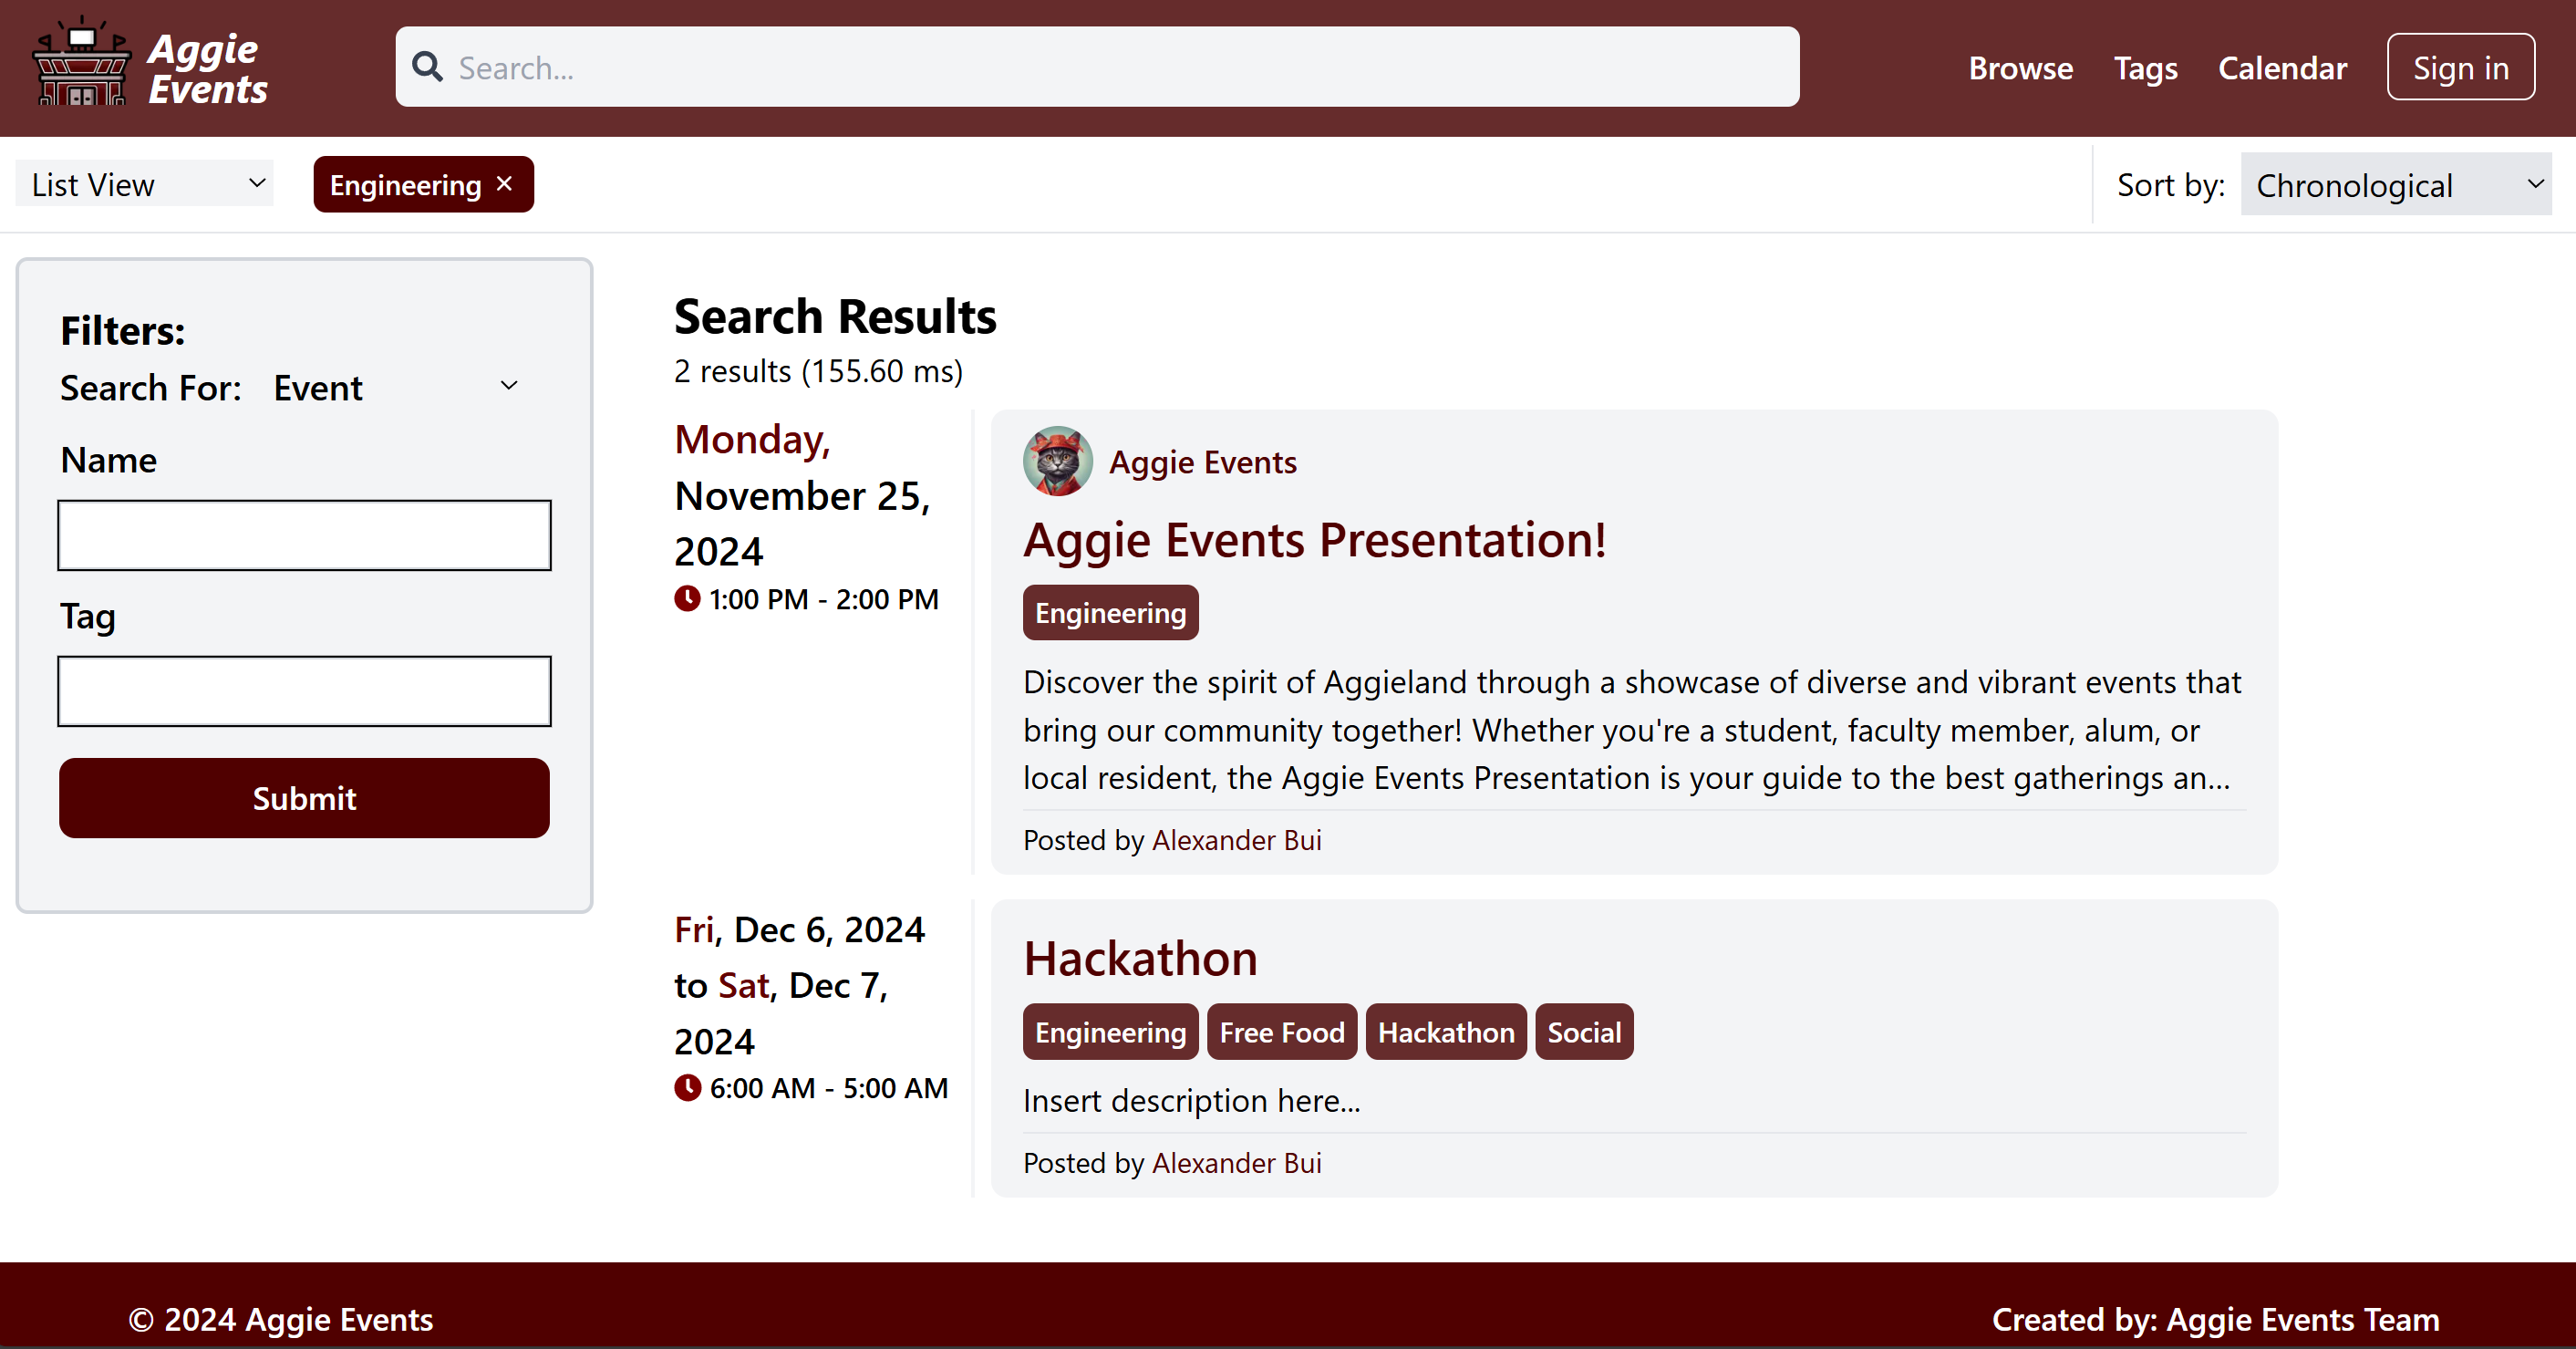 Aggie
Events
Search...
Browse
Tags
Calendar
Sign in
List View
Engineering ×
Sort by:
Chronological
Filters:
Search For: Event
Name
Tag
Submit
Search Results
2 results (155.60 ms)
Monday,
November 25,
2024
1:00 PM - 2:00 PM
Aggie Events
Aggie Events Presentation!
Engineering
Discover the spirit of Aggieland through a showcase of diverse and vibrant events that
bring our community together! Whether you're a student, faculty member, alum, or
local resident, the Aggie Events Presentation is your guide to the best gatherings an...
Posted by Alexander Bui
Fri, Dec 6, 2024
to Sat, Dec 7,
2024
6:00 AM - 5:00 AM
Hackathon
Engineering
Free Food
Hackathon
Social
Insert description here...
Posted by Alexander Bui
© 2024 Aggie Events
Created by: Aggie Events Team